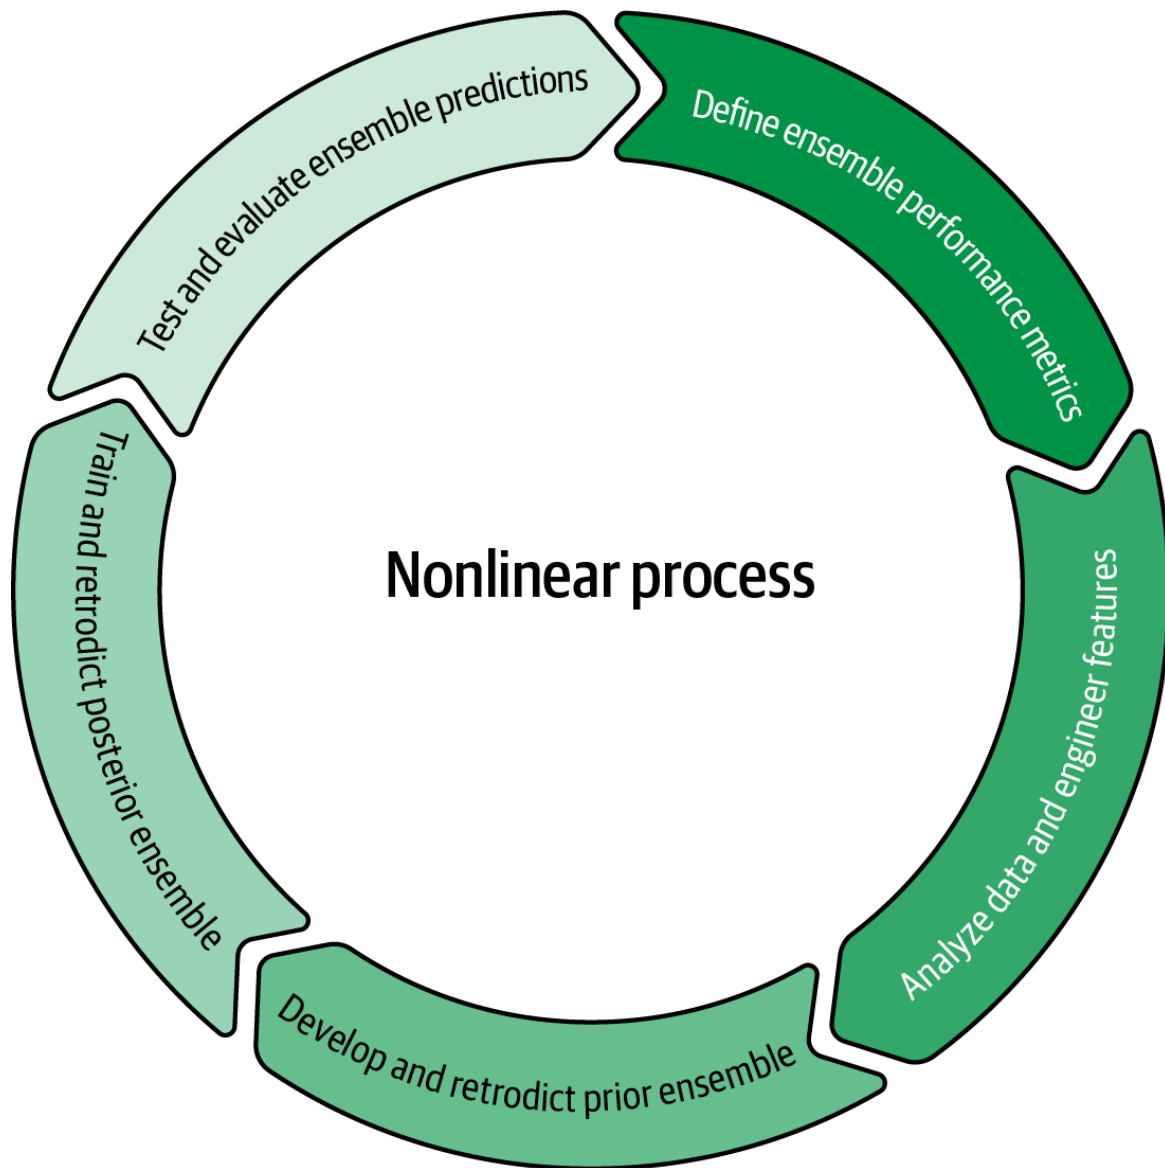 Define ensemble performance metrics
Analyze data and engineer features
Develop and retrodict prior ensemble
Train and retrodict posterior ensemble
Test and evaluate ensemble predictions
Nonlinear process